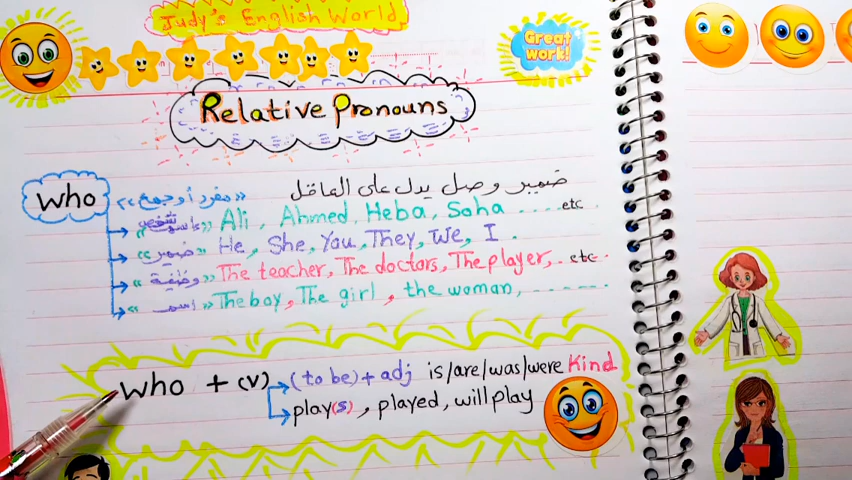 Judy's English World
Great work!
Relative Pronouns
ضمير وصل يدل على العاقل
who «مفرد أو جمع»
«اسم شخص» Ali, Ahmed, Heba, Soha .... etc
«ضمير» He, She, You, They, We, I.
«وظيفة» The teacher, The doctors, The player, .. etc.
«اسم» The boy, The girl, the woman, ------
who + (v) (to be) + adj is/are/was/were kind
play(s), played, will play